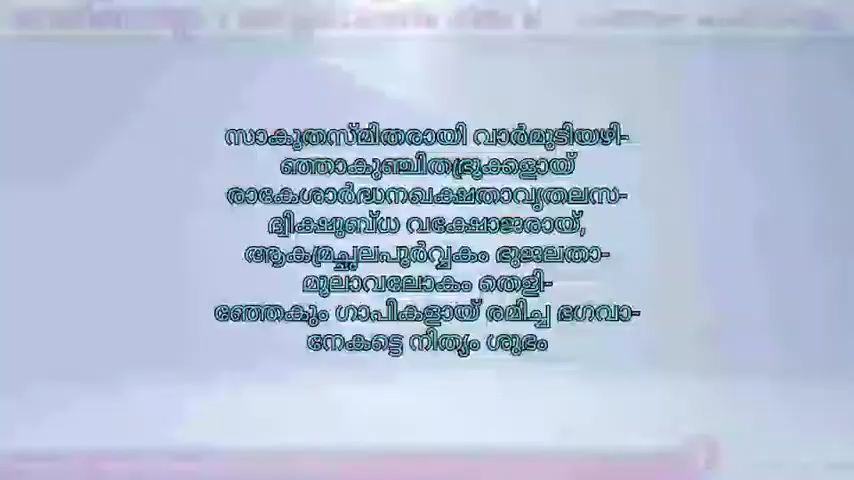 സാകൂതസ്മിതരായി വാർമുടിയഴി-
ഞ്ഞാകുഞ്ചിതഭ്രൂക്കളായ്
രാകേശാർദ്ധനഖക്ഷതാവൃതലസ-
ദ്വിക്ഷുബ്ധ വക്ഷോജരായ്,
ആകമ്രച്ഛലപൂർവ്വകം ഭുജലതാ-
മൂലാവലോകം തെളി-
ഞ്ഞേകും ഗാപികളായ് രമിച്ച ഭഗവാ-
നേകട്ടെ നിത്യം ശുഭം